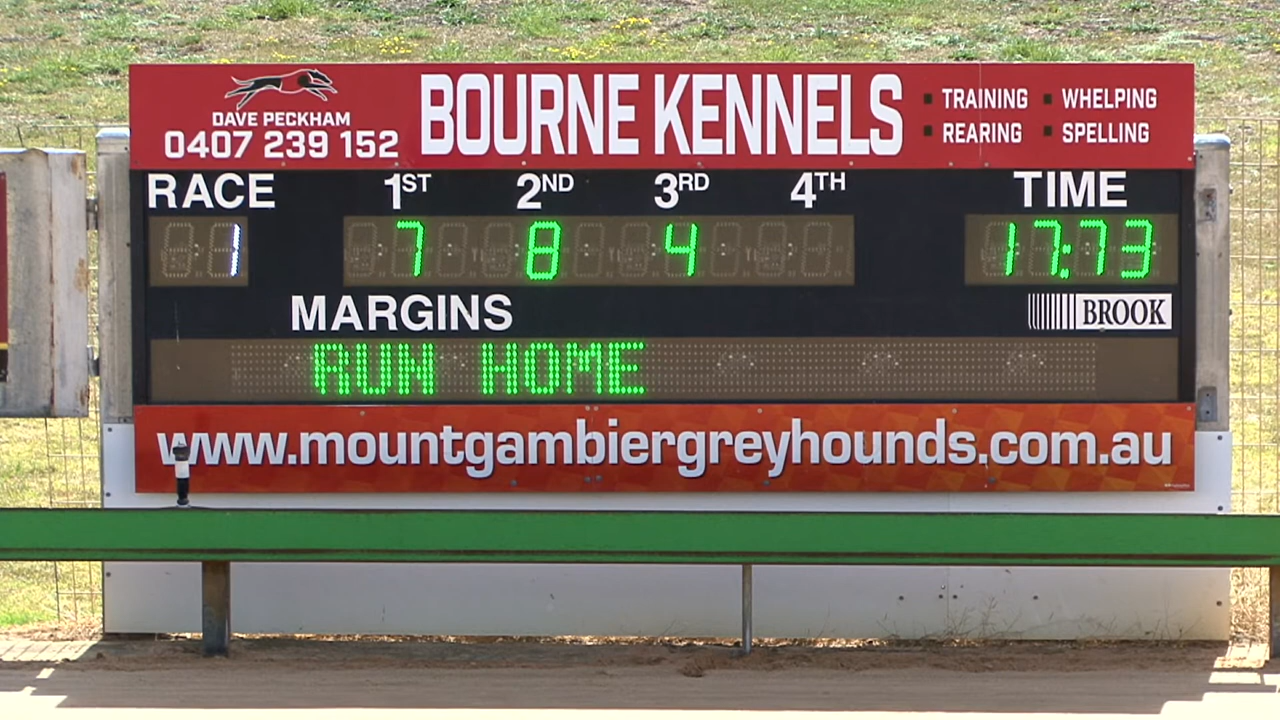 DAVE PECKHAM
0407 239 152
BOURNE KENNELS
▪ TRAINING ▪ WHELPING
▪ REARING ▪ SPELLING
RACE 1ST 2ND 3RD 4TH TIME
1 7 8 4 17:73
MARGINS
BROOK
RUN HOME
www.mountgambiergreyhounds.com.au